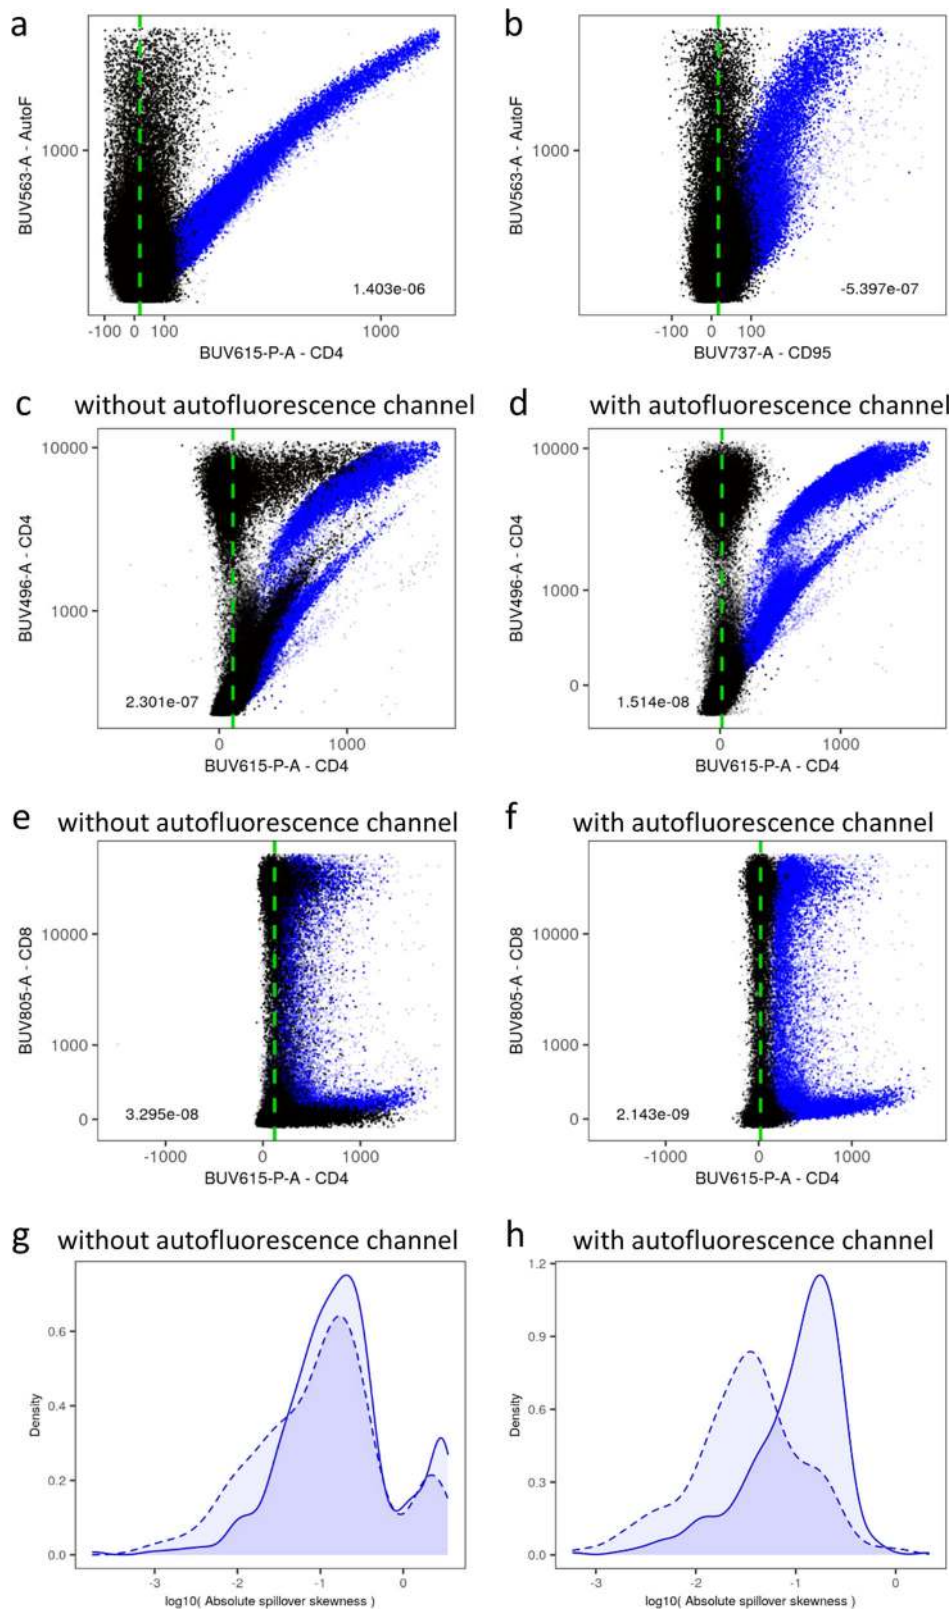 a
b
BUV563-A - AutoF
1000
1.403e-06
-100 0 100 1000
BUV615-P-A - CD4
BUV563-A - AutoF
1000
-5.397e-07
-100 0 100 1000
BUV737-A - CD95
c without autofluorescence channel
d with autofluorescence channel
BUV496-A - CD4
10000
1000
2.301e-07
0 1000
BUV615-P-A - CD4
BUV496-A - CD4
10000
1000
0
1.514e-08
0 1000
BUV615-P-A - CD4
e without autofluorescence channel
f with autofluorescence channel
BUV805-A - CD8
10000
1000
0
3.295e-08
-1000 0 1000
BUV615-P-A - CD4
BUV805-A - CD8
10000
1000
0
2.143e-09
-1000 0 1000
BUV615-P-A - CD4
g without autofluorescence channel
h with autofluorescence channel
Density
0.6
0.4
0.2
0.0
-3 -2 -1 0
log10( Absolute spillover skewness )
Density
1.2
0.9
0.6
0.3
0.0
-3 -2 -1 0
log10( Absolute spillover skewness )